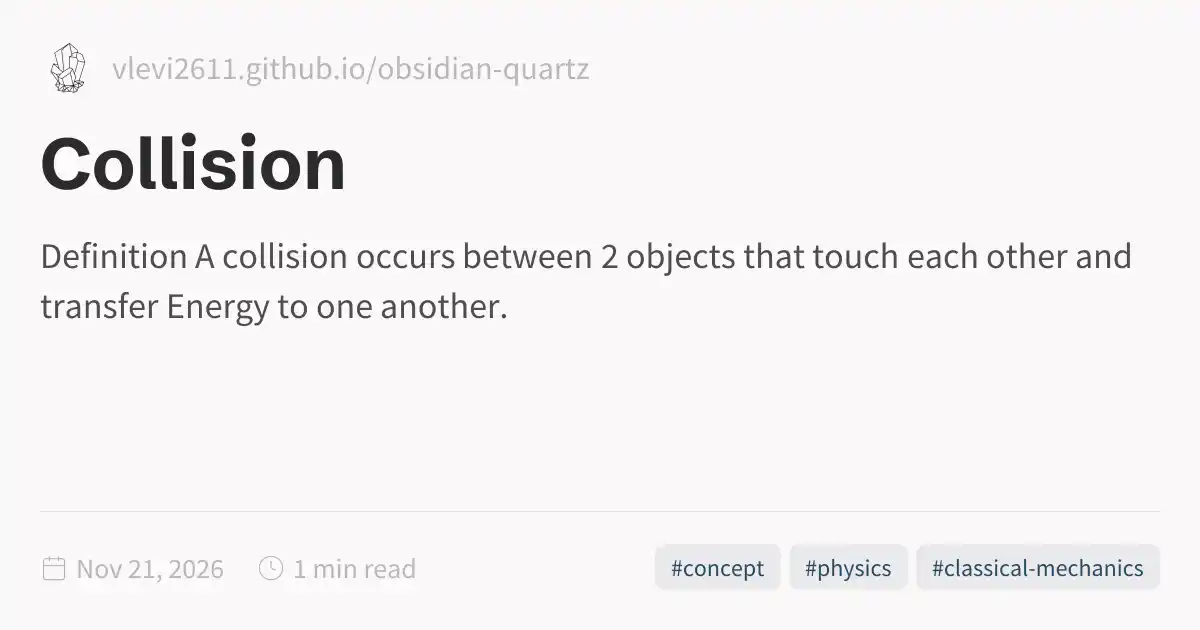 vlevi2611.github.io/obsidian-quartz
Collision
Definition A collision occurs between 2 objects that touch each other and
transfer Energy to one another.
Nov 21, 2026 1 min read #concept #physics #classical-mechanics